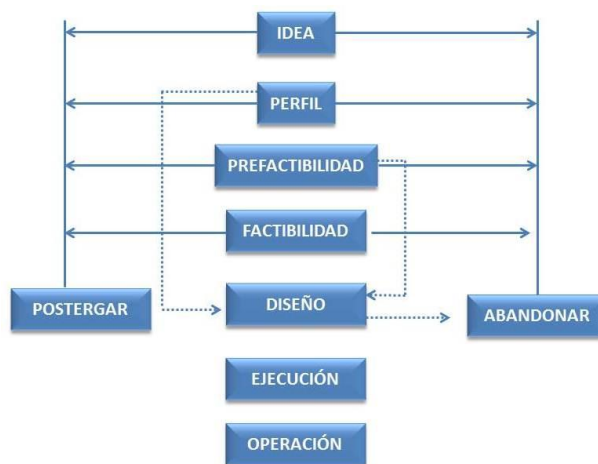 IDEA
PERFIL
PREFACTIBILIDAD
FACTIBILIDAD
POSTERGAR
DISEÑO
ABANDONAR
EJECUCIÓN
OPERACIÓN